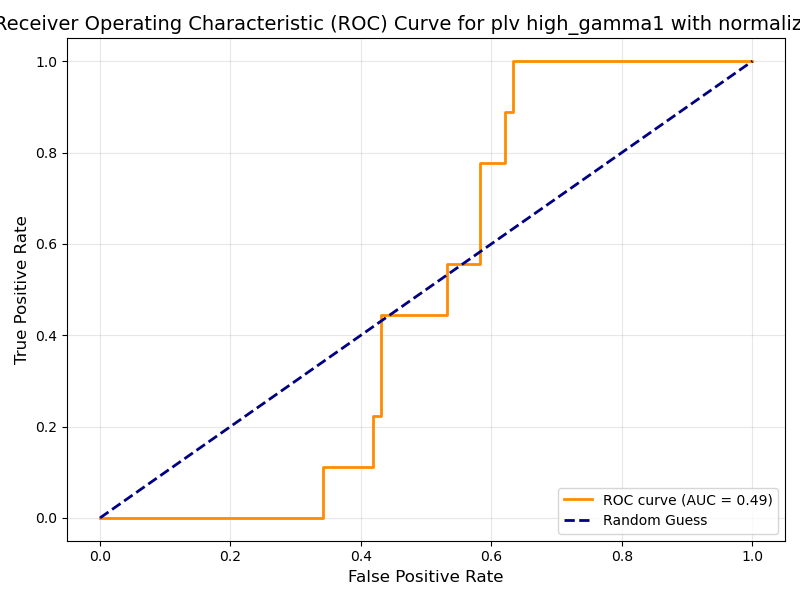 Receiver Operating Characteristic (ROC) Curve for plv high_gamma1 with normaliz
1.0
0.8
0.6
0.4
0.2
0.0
True Positive Rate
ROC curve (AUC = 0.49)
Random Guess
0.0 0.2 0.4 0.6 0.8 1.0
False Positive Rate